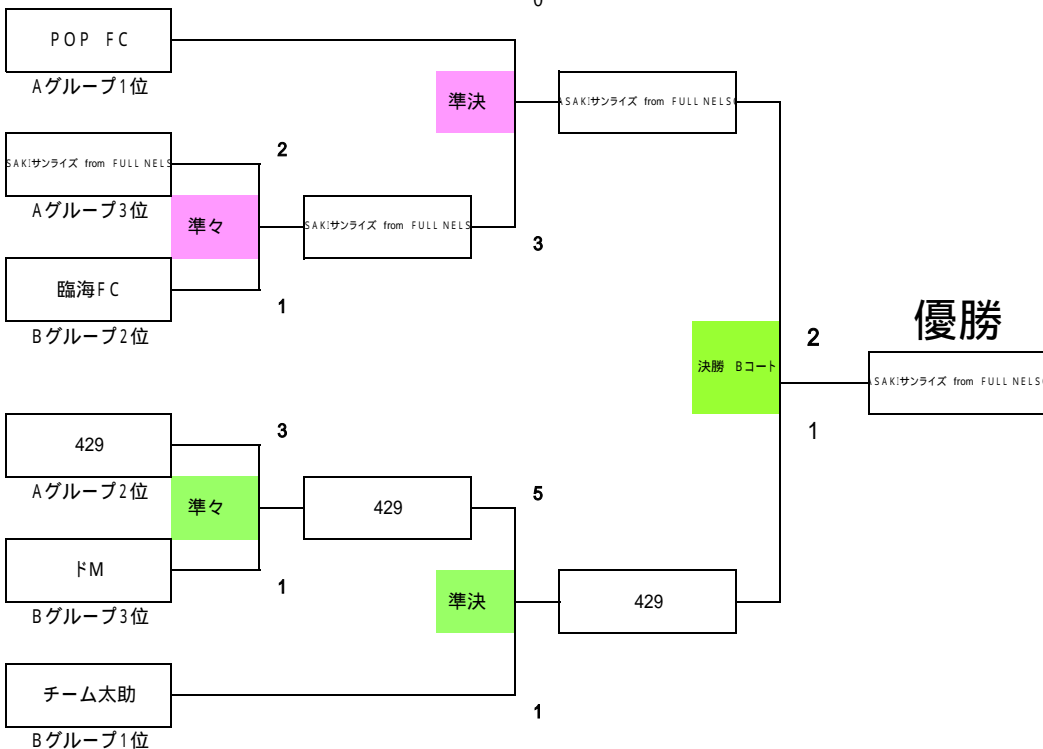 0
POP FC
Aグループ1位
準決
ASAKIサンライズ from FULL NELSO
SAKIサンライズ from FULL NELS
Aグループ3位
2
準々
SAKIサンライズ from FULL NELS
3
臨海FC
Bグループ2位
1
優勝
決勝 Bコート
2
ASAKIサンライズ from FULL NELSO
1
429
Aグループ2位
3
準々
429
5
ドM
Bグループ3位
1
準決
429
チーム太助
Bグループ1位
1